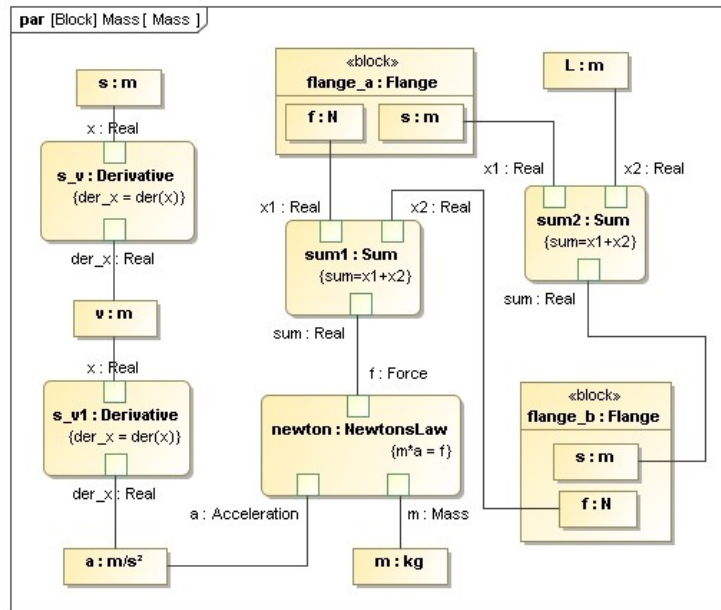 par [Block] Mass [ Mass ]
s : m
x : Real
s_v : Derivative
{der_x = der(x)}
der_x : Real
v : m
x : Real
s_v1 : Derivative
{der_x = der(x)}
der_x : Real
a : m/s²
«block»
flange_a : Flange
f : N
s : m
L : m
x1 : Real
x2 : Real
x1 : Real
x2 : Real
sum1 : Sum
{sum=x1+x2}
sum2 : Sum
{sum=x1+x2}
sum : Real
sum : Real
f : Force
newton : NewtonsLaw
{m*a = f}
a : Acceleration
m : Mass
m : kg
«block»
flange_b : Flange
s : m
f : N